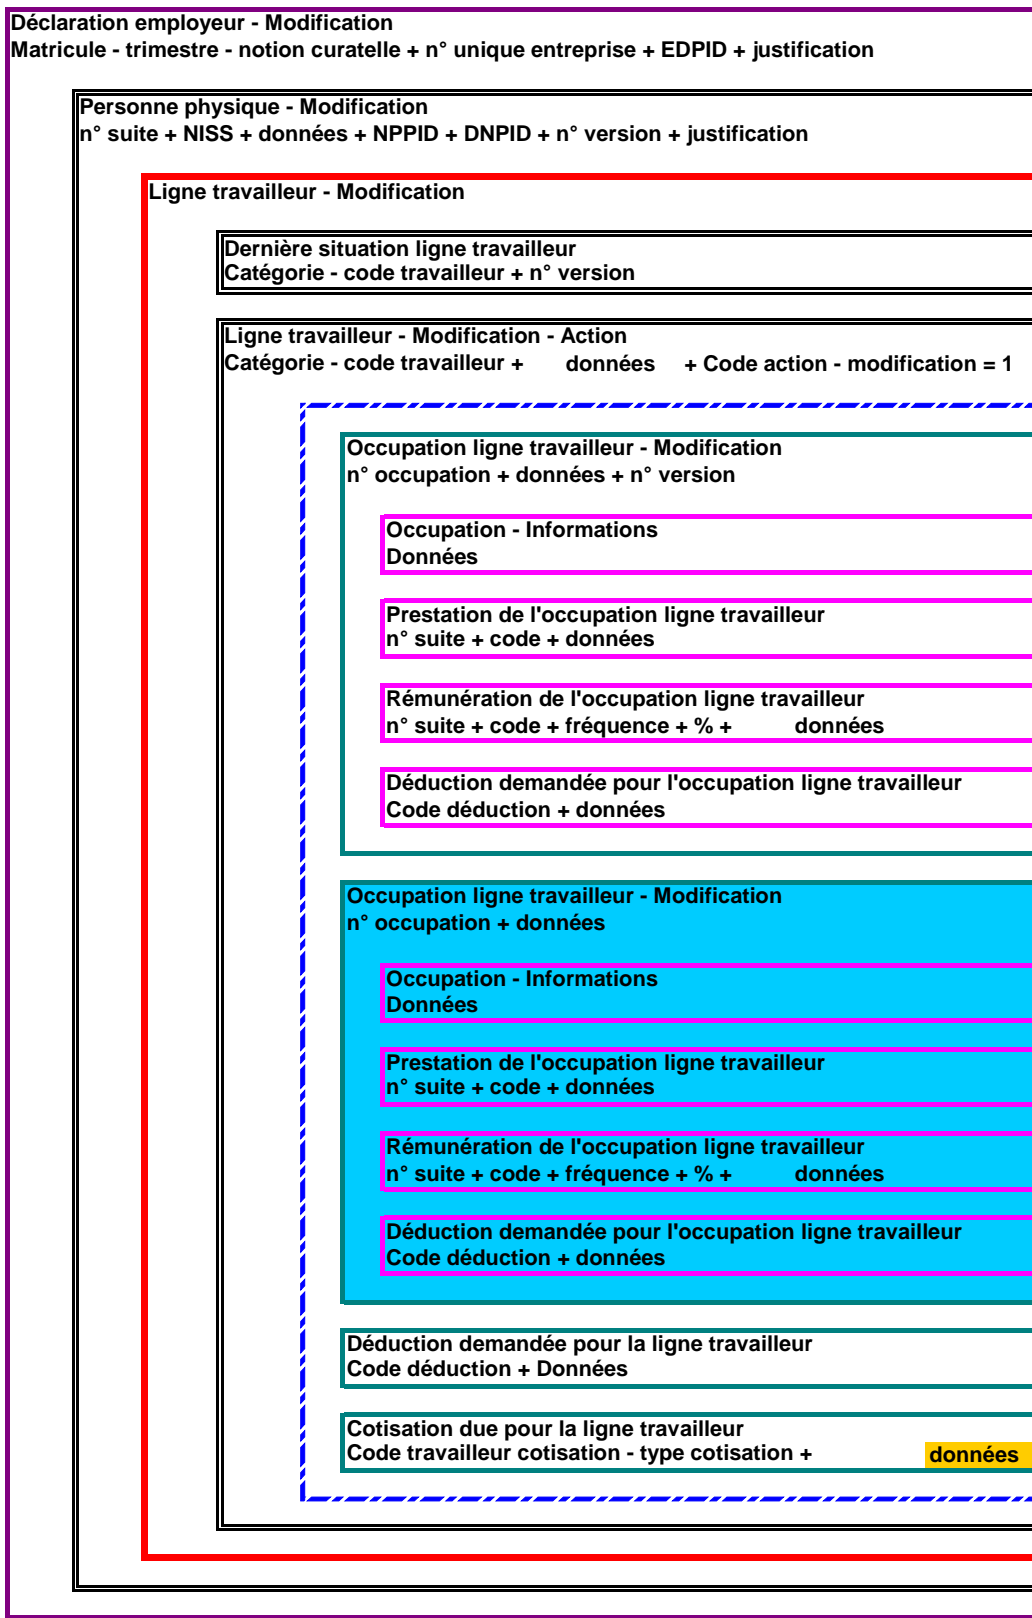 Déclaration employeur - Modification
Matricule - trimestre - notion curatelle + n° unique entreprise + EDPID + justification
Personne physique - Modification
n° suite + NISS + données + NPPID + DNPID + n° version + justification
Ligne travailleur - Modification
Dernière situation ligne travailleur
Catégorie - code travailleur + n° version
Ligne travailleur - Modification - Action
Catégorie - code travailleur + données + Code action - modification = 1
Occupation ligne travailleur - Modification
n° occupation + données + n° version
Occupation - Informations
Données
Prestation de l'occupation ligne travailleur
n° suite + code + données
Rémunération de l'occupation ligne travailleur
n° suite + code + fréquence + % + données
Déduction demandée pour l'occupation ligne travailleur
Code déduction + données
Occupation ligne travailleur - Modification
n° occupation + données
Occupation - Informations
Données
Prestation de l'occupation ligne travailleur
n° suite + code + données
Rémunération de l'occupation ligne travailleur
n° suite + code + fréquence + % + données
Déduction demandée pour l'occupation ligne travailleur
Code déduction + données
Déduction demandée pour la ligne travailleur
Code déduction + Données
Cotisation due pour la ligne travailleur
Code travailleur cotisation - type cotisation + données